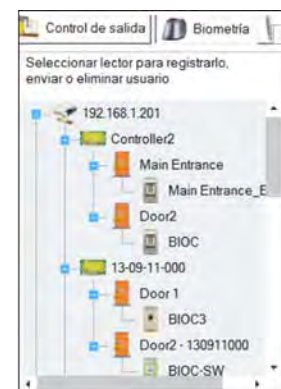 Control de salida Biometría
Seleccionar lector para registrarlo,
enviar o eliminar usuario
192.168.1.201
Controller2
Main Entrance
Main Entrance_E
Door2
BIOC
13-09-11-000
Door 1
BIOC3
Door2 - 130911000
BIOC-SW